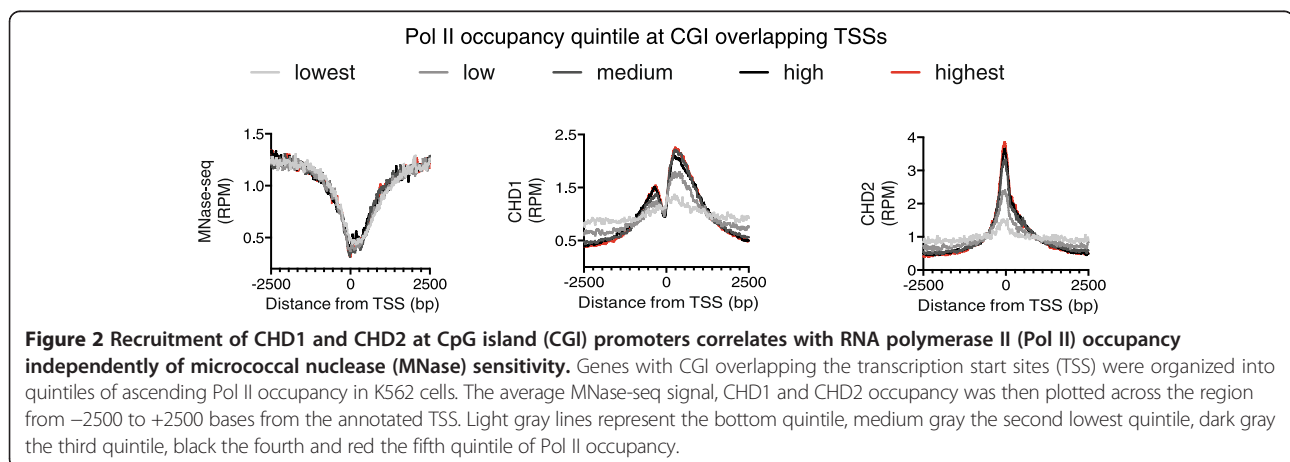 Pol II occupancy quintile at CGI overlapping TSSs
lowest low medium high highest
1.5
1.0
0.5
MNase-seq
(RPM)
-2500 0 2500
Distance from TSS (bp)
2.5
1.5
0.5
CHD1
(RPM)
-2500 0 2500
Distance from TSS (bp)
4
3
2
1
0
CHD2
(RPM)
-2500 0 2500
Distance from TSS (bp)
Figure 2 Recruitment of CHD1 and CHD2 at CpG island (CGI) promoters correlates with RNA polymerase II (Pol II) occupancy
independently of micrococcal nuclease (MNase) sensitivity. Genes with CGI overlapping the transcription start sites (TSS) were organized into
quintiles of ascending Pol II occupancy in K562 cells. The average MNase-seq signal, CHD1 and CHD2 occupancy was then plotted across the region
from −2500 to +2500 bases from the annotated TSS. Light gray lines represent the bottom quintile, medium gray the second lowest quintile, dark gray
the third quintile, black the fourth and red the fifth quintile of Pol II occupancy.